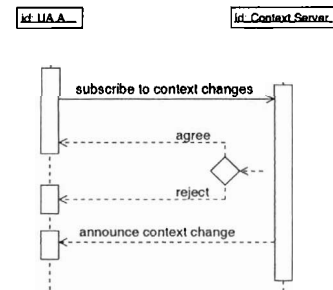 id: UA A
id: Context Server
subscribe to context changes
agree
reject
announce context change